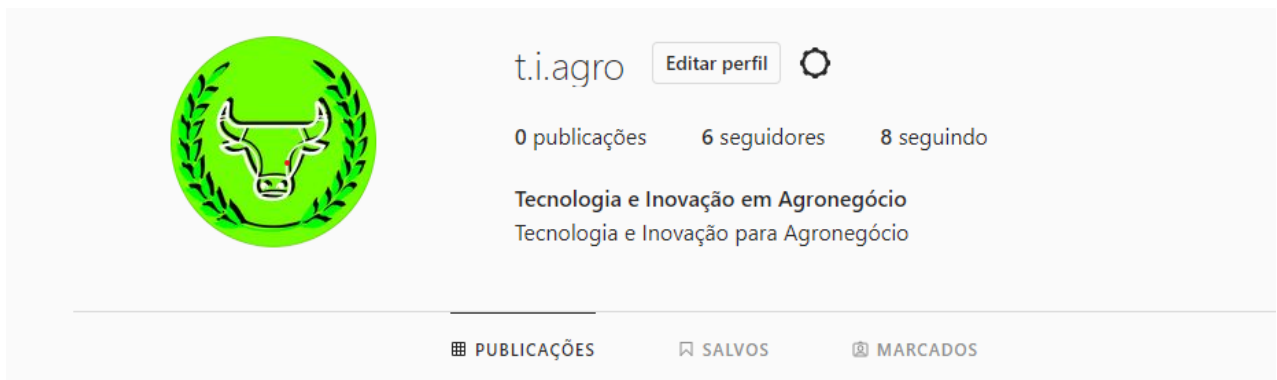 t.i.agro Editar perfil
0 publicações 6 seguidores 8 seguindo
Tecnologia e Inovação em Agronegócio
Tecnologia e Inovação para Agronegócio
PUBLICAÇÕES SALVOS MARCADOS